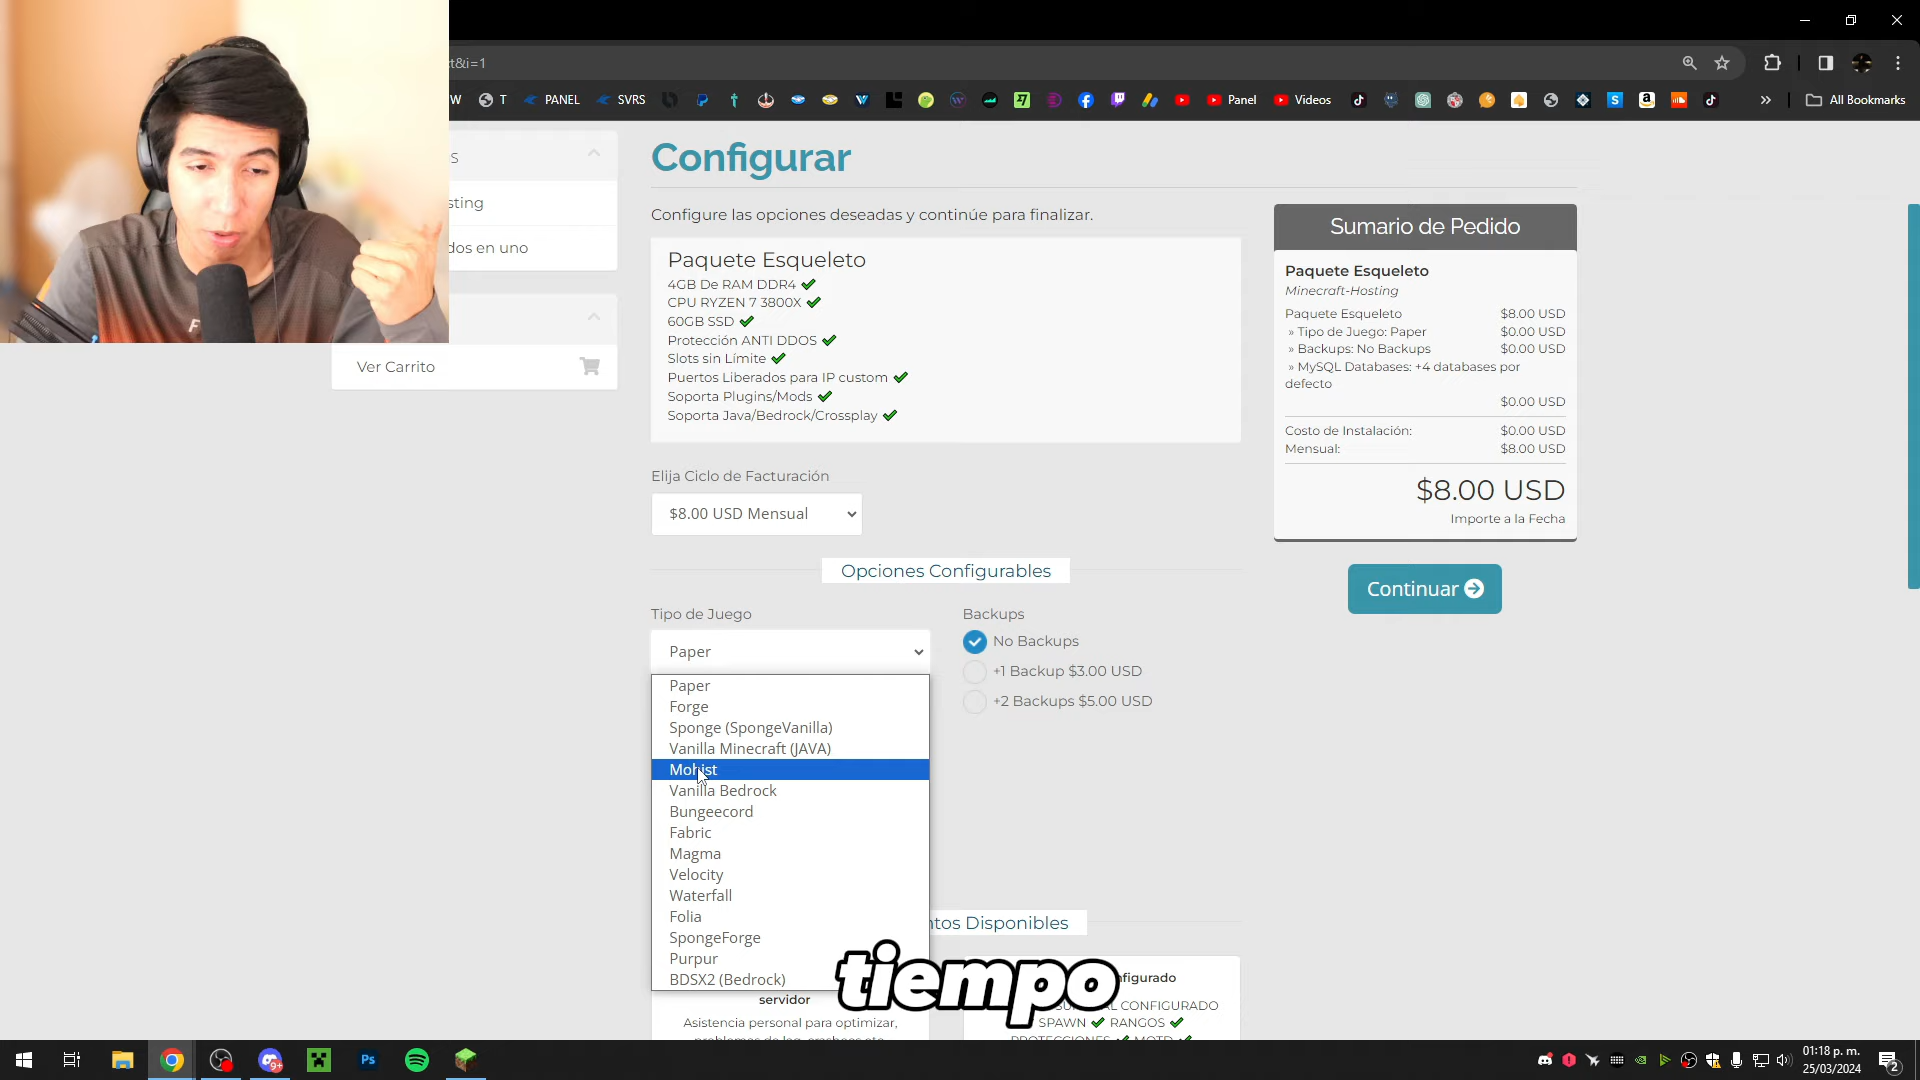 t&i=1
W
T
PANEL
SVRS
Panel
Videos
All Bookmarks
S
sting
dos en uno
Ver Carrito
Configurar
Configure las opciones deseadas y continúe para finalizar.
Paquete Esqueleto
4GB De RAM DDR4
CPU RYZEN 7 3800X
60GB SSD
Protección ANTI DDOS
Slots sin Límite
Puertos Liberados para IP custom
Soporta Plugins/Mods
Soporta Java/Bedrock/Crossplay
Elija Ciclo de Facturación
$8.00 USD Mensual
Opciones Configurables
Tipo de Juego
Paper
Paper
Forge
Sponge (SpongeVanilla)
Vanilla Minecraft (JAVA)
Mohist
Vanilla Bedrock
Bungeecord
Fabric
Magma
Velocity
Waterfall
Folia
SpongeForge
Purpur
BDSX2 (Bedrock)
Backups
No Backups
+1 Backup $3.00 USD
+2 Backups $5.00 USD
Sumario de Pedido
Paquete Esqueleto
Minecraft-Hosting
Paquete Esqueleto $8.00 USD
» Tipo de Juego: Paper $0.00 USD
» Backups: No Backups $0.00 USD
» MySQL Databases: +4 databases por
defecto
$0.00 USD
Costo de Instalación: $0.00 USD
Mensual: $8.00 USD
$8.00 USD
Importe a la Fecha
Continuar
ntos Disponibles
servidor
Asistencia personal para optimizar,
figurado
AL CONFIGURADO
SPAWN RANGOS
PROTECCIONES MOTD
tiempo
F
Ps
9+
01:18 p. m.
25/03/2024
2